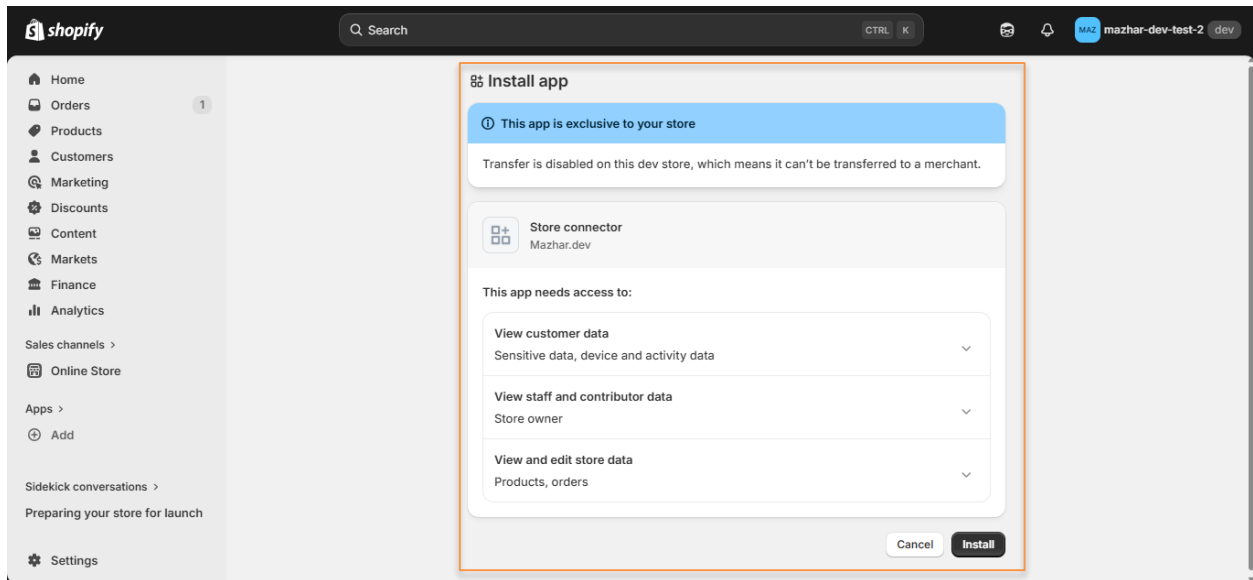 shopify
Search
CTRL K
MAZ mazhar-dev-test-2 dev
Home
Orders 1
Products
Customers
Marketing
Discounts
Content
Markets
Finance
Analytics
Sales channels >
Online Store
Apps >
Add
Sidekick conversations >
Preparing your store for launch
Settings
Install app
This app is exclusive to your store
Transfer is disabled on this dev store, which means it can't be transferred to a merchant.
Store connector
Mazhar.dev
This app needs access to:
View customer data
Sensitive data, device and activity data
View staff and contributor data
Store owner
View and edit store data
Products, orders
Cancel Install